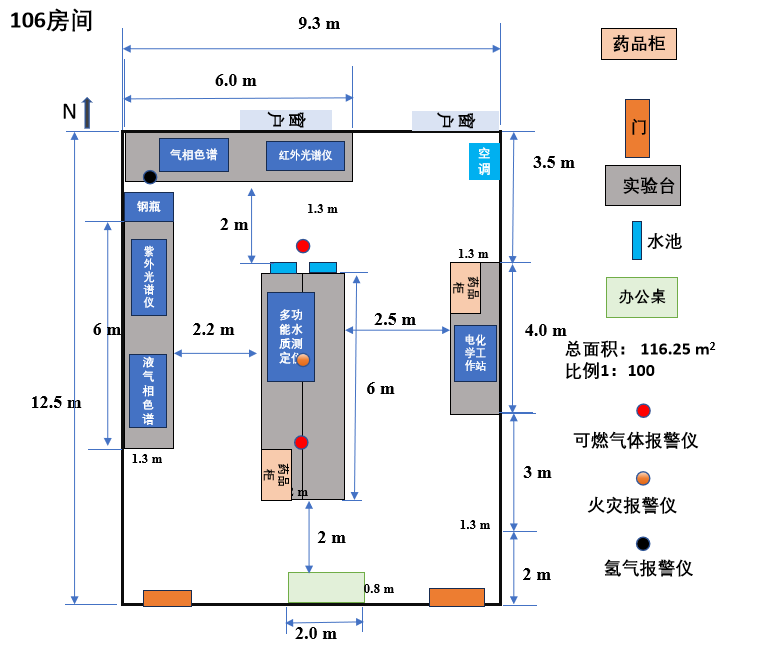 106房间
9.3 m
6.0 m
N
窗户
窗户
气相色谱
红外光谱仪
空调
3.5 m
钢瓶
2 m
1.3 m
1.3 m
紫外光谱仪
药品柜
6 m
2.2 m
多功能水质测定仪
2.5 m
电化学工作站
4.0 m
液气相色谱
6 m
12.5 m
1.3 m
药品柜
m
3 m
1.3 m
2 m
2 m
0.8 m
2.0 m
药品柜
门
实验台
水池
办公桌
总面积： 116.25 m²
比例1：100
可燃气体报警仪
火灾报警仪
氢气报警仪